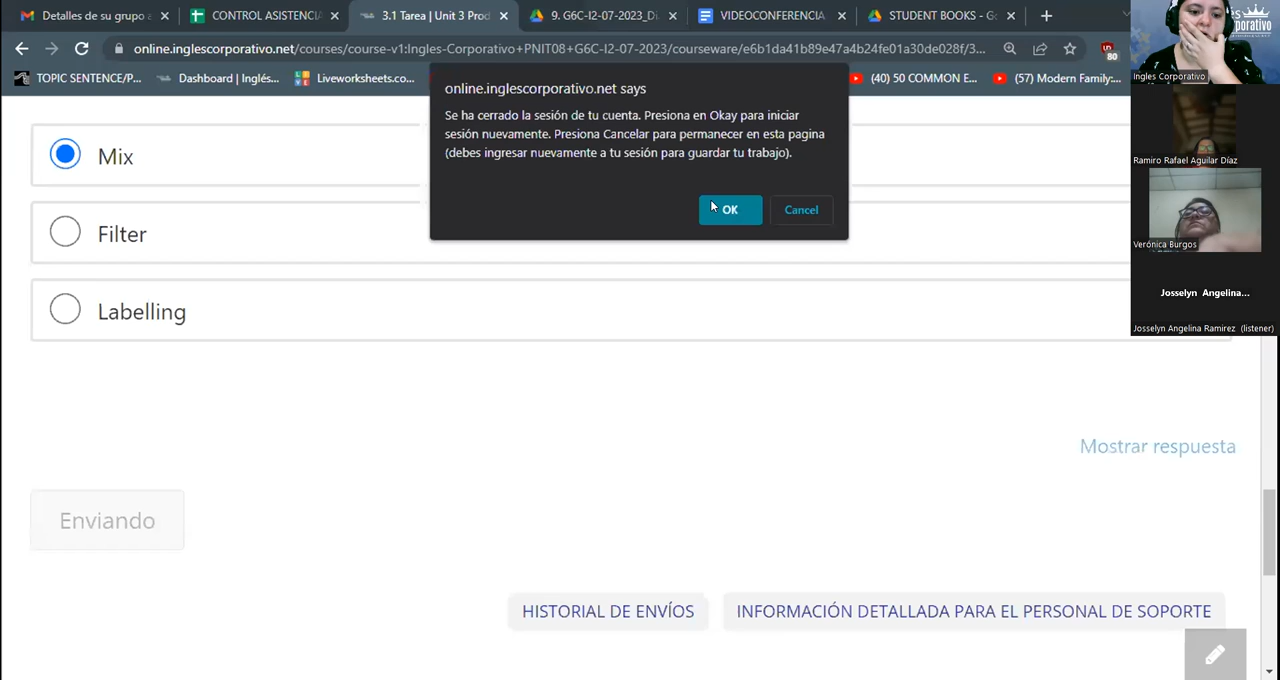 Detalles de su grupo
CONTROL ASISTENCIA
3.1 Tarea | Unit 3 Prod
9. G6C-I2-07-2023_Di
VIDEOCONFERENCIA
STUDENT BOOKS - Go
online.inglescorporativo.net/courses/course-v1:Ingles-Corporativo+PNIT08+G6C-I2-07-2023/courseware/e6b1da41b89e47a4b24fe01a30de028f/3...
80
TOPIC SENTENCE/P...
Dashboard | Inglés...
Liveworksheets.co...
(40) 50 COMMON E...
(57) Modern Family:...
Ingles Corporativo
Ramiro Rafael Aguilar Díaz
Verónica Burgos
Josselyn Angelina...
Josselyn Angelina Ramirez (listener)
online.inglescorporativo.net says
Se ha cerrado la sesión de tu cuenta. Presiona en Okay para iniciar
sesión nuevamente. Presiona Cancelar para permanecer en esta pagina
(debes ingresar nuevamente a tu sesión para guardar tu trabajo).
OK
Cancel
Mix
Filter
Labelling
Mostrar respuesta
Enviando
HISTORIAL DE ENVÍOS
INFORMACIÓN DETALLADA PARA EL PERSONAL DE SOPORTE